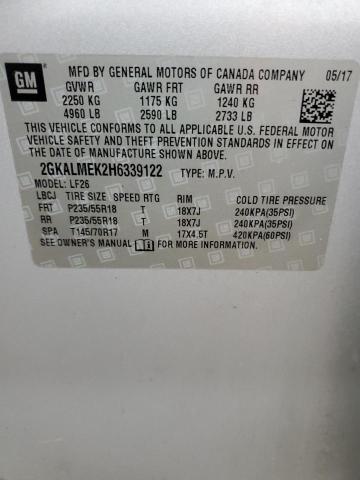 GM
MFD BY GENERAL MOTORS OF CANADA COMPANY 05/17
GVWR GAWR FRT GAWR RR
2250 KG 1175 KG 1240 KG
4960 LB 2590 LB 2733 LB
THIS VEHICLE CONFORMS TO ALL APPLICABLE U.S. FEDERAL MOTOR
VEHICLE SAFETY AND THEFT PREVENTION STANDARDS IN EFFECT ON
THE DATE OF MANUFACTURE SHOWN ABOVE.
2GKALMEK2H6339122 TYPE: M.P.V.
MODEL: LF26
LBCJ TIRE SIZE SPEED RTG RIM COLD TIRE PRESSURE
FRT P235/55R18 T 18X7J 240KPA(35PSI)
RR P235/55R18 T 18X7J 240KPA(35PSI)
SPA T145/70R17 M 17X4.5T 420KPA(60PSI)
SEE OWNER'S MANUAL